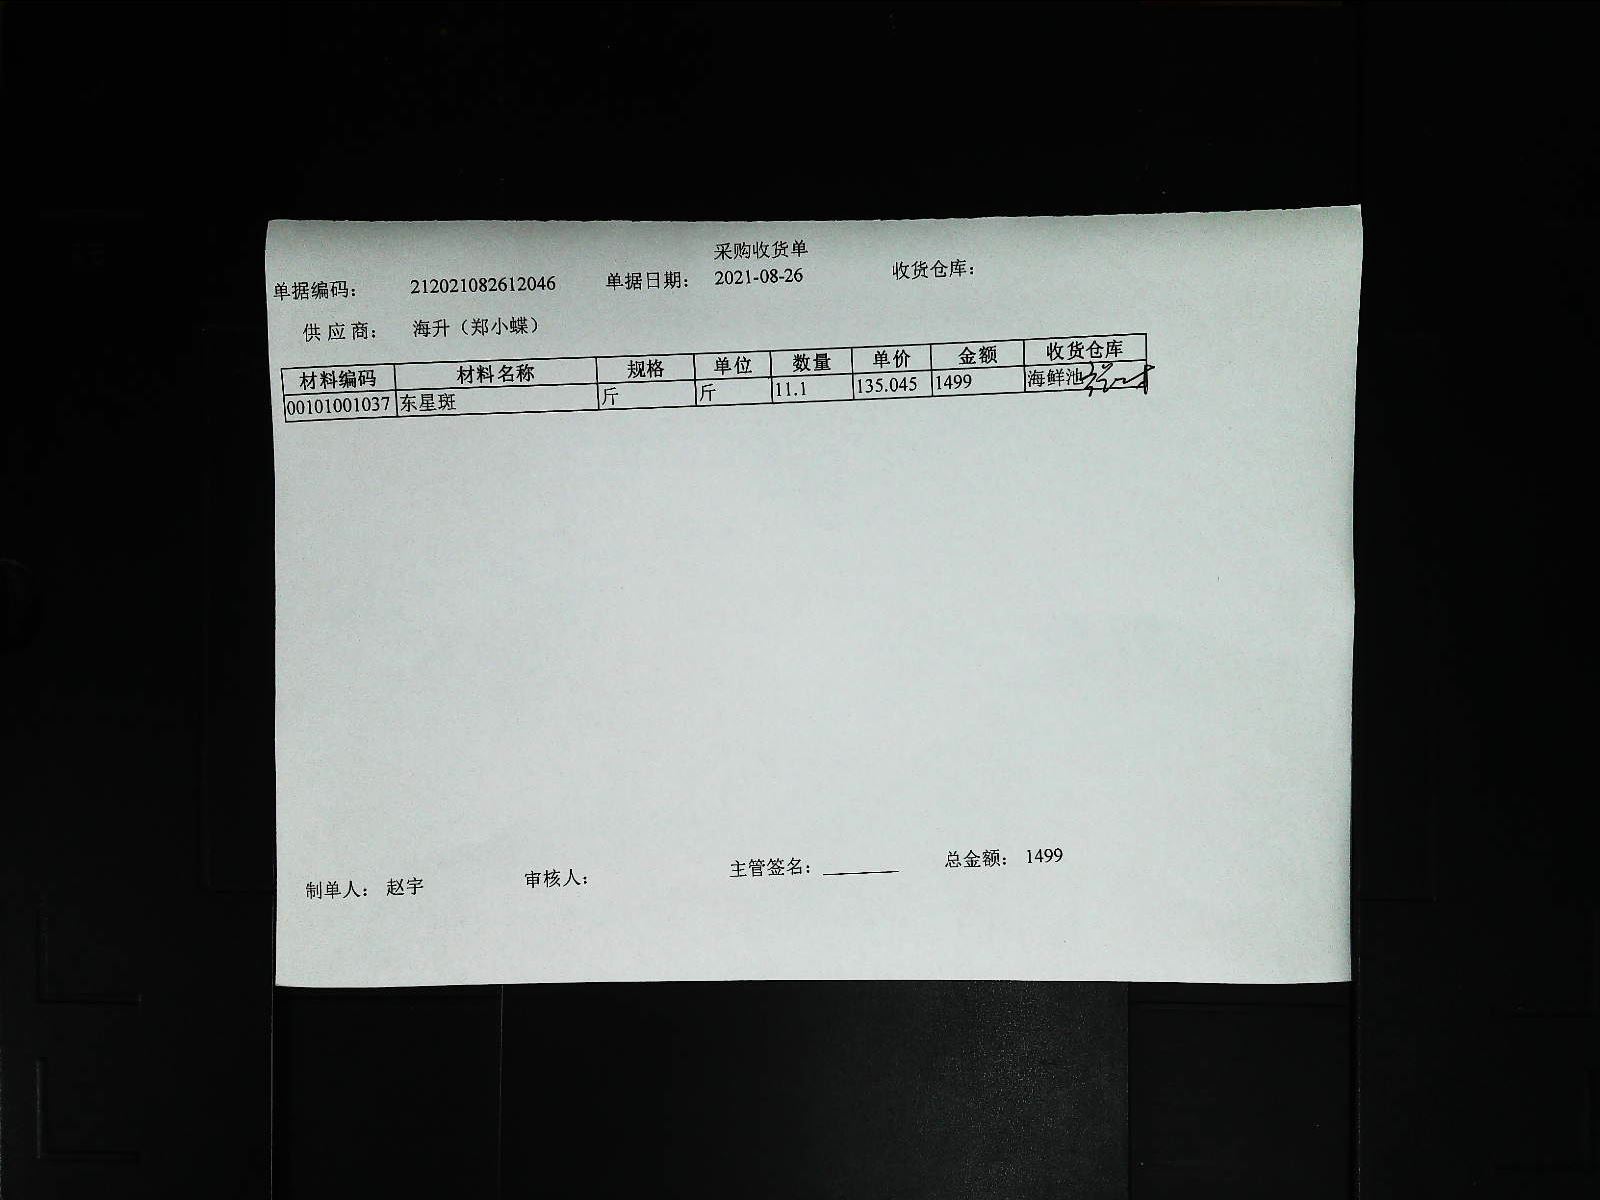 采购收货单
单据编码： 212021082612046 单据日期： 2021-08-26 收货仓库：
供 应 商： 海升（郑小蝶）
材料编码 材料名称 规格 单位 数量 单价 金额 收货仓库
00101001037 东星斑 斤 斤 11.1 135.045 1499 海鲜池
制单人： 赵宇 审核人： 主管签名： 总金额： 1499